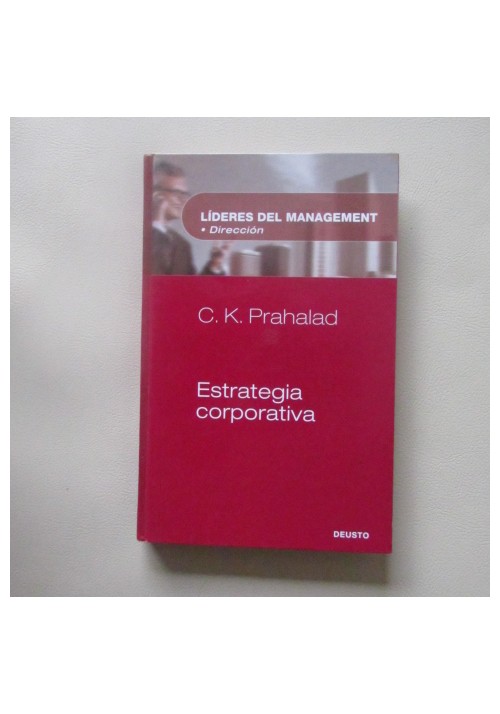 LÍDERES DEL MANAGEMENT
• Dirección
C. K. Prahalad
Estrategia
corporativa
DEUSTO